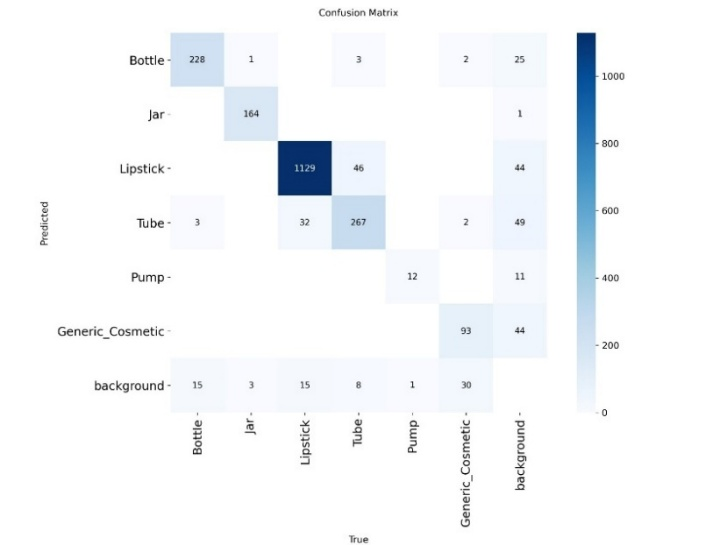 Confusion Matrix
Bottle 228 1 3 2 25
Jar 164 1
Lipstick 1129 46 44
Tube 3 32 267 2 49
Pump 12 11
Generic_Cosmetic 93 44
background 15 3 15 8 1 30
Predicted
Bottle Jar Lipstick Tube Pump Generic_Cosmetic background
True
1000
800
600
400
200
0